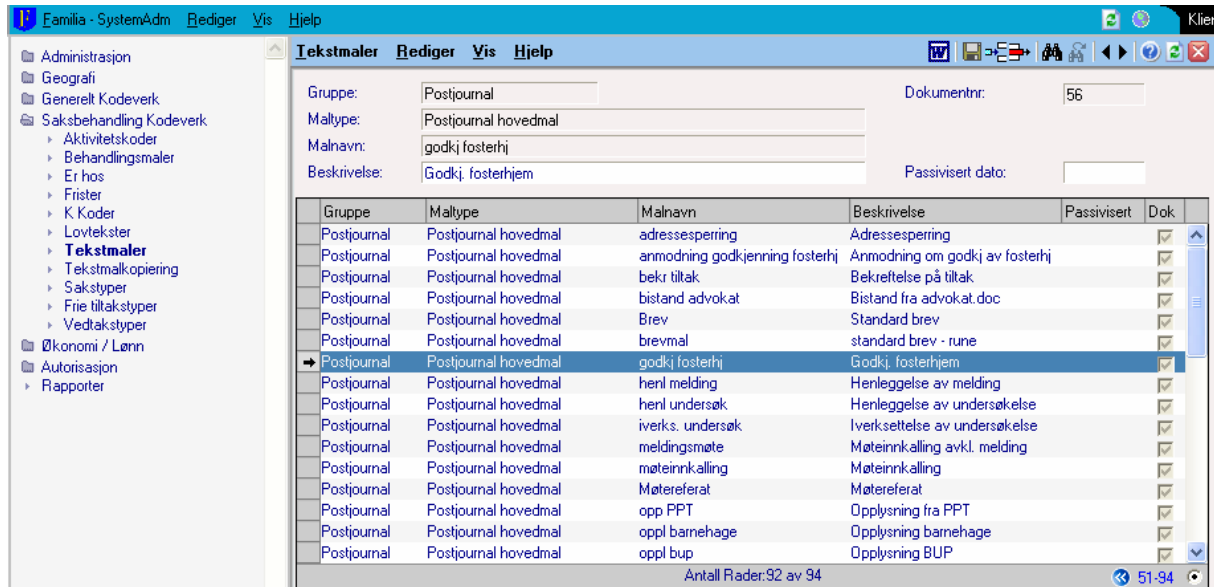 Familia - SystemAdm Rediger Vis Hjelp Klie
Administrasjon
Geografi
Generelt Kodeverk
Saksbehandling Kodeverk
Aktivitetskoder
Behandlingsmaler
Er hos
Frister
K Koder
Lovtekster
Tekstmaler
Tekstmalkopiering
Sakstyper
Frie tiltakstyper
Vedtakstyper
Økonomi / Lønn
Autorisasjon
Rapporter
Tekstmaler Rediger Vis Hjelp
Gruppe: Postjournal Dokumentnr: 56
Maltype: Postjournal hovedmal
Malnavn: godkj fosterhj
Beskrivelse: Godkj. fosterhjem Passivisert dato:
Gruppe Maltype Malnavn Beskrivelse Passivisert Dok
Postjournal Postjournal hovedmal adressesperring Adressesperring
Postjournal Postjournal hovedmal anmodning godkjenning fosterhj Anmodning om godkj av fosterhj
Postjournal Postjournal hovedmal bekr tiltak Bekreftelse på tiltak
Postjournal Postjournal hovedmal bistand advokat Bistand fra advokat.doc
Postjournal Postjournal hovedmal Brev Standard brev
Postjournal Postjournal hovedmal brevmal standard brev - rune
Postjournal Postjournal hovedmal godkj fosterhj Godkj. fosterhjem
Postjournal Postjournal hovedmal henl melding Henleggelse av melding
Postjournal Postjournal hovedmal henl undersøk Henleggelse av undersøkelse
Postjournal Postjournal hovedmal iverks. undersøk Iverksettelse av undersøkelse
Postjournal Postjournal hovedmal meldingsmøte Møteinnkalling avkl. melding
Postjournal Postjournal hovedmal møteinnkalling Møteinnkalling
Postjournal Postjournal hovedmal Møtereferat Møtereferat
Postjournal Postjournal hovedmal opp PPT Opplysning fra PPT
Postjournal Postjournal hovedmal oppl barnehage Opplysning barnehage
Postjournal Postjournal hovedmal oppl bup Opplysning BUP
Antall Rader:92 av 94 51-94